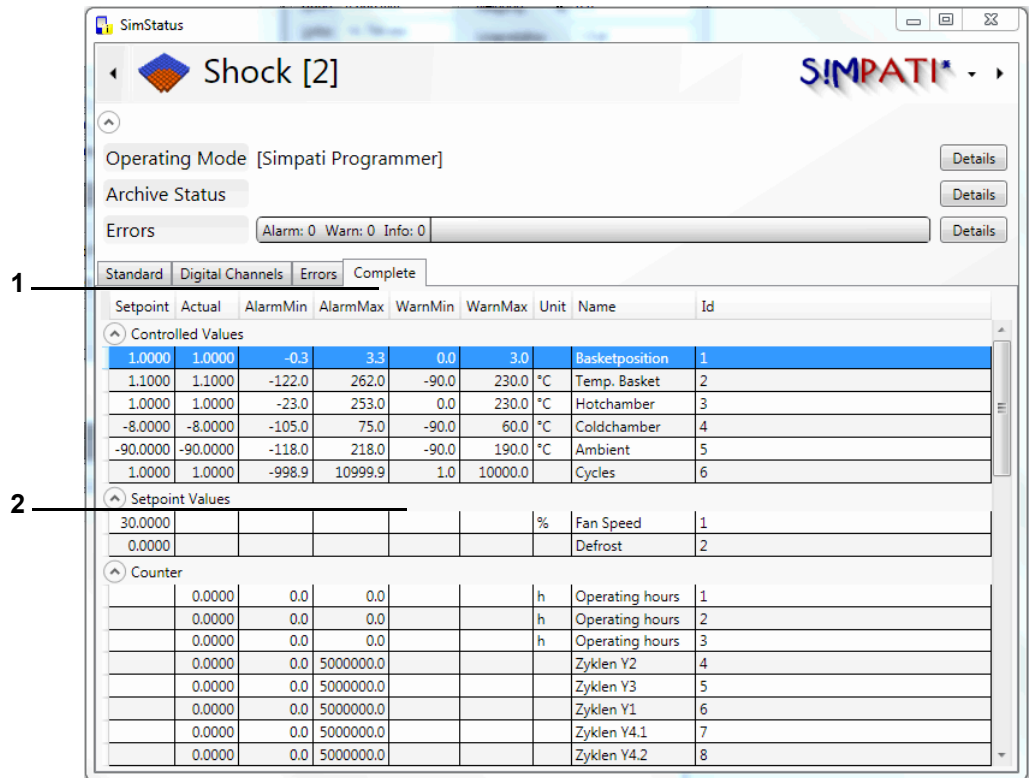 SimStatus
Shock [2]
S!MPATI*
Operating Mode [Simpati Programmer] Details
Archive Status Details
Errors Alarm: 0 Warn: 0 Info: 0 Details
Standard Digital Channels Errors Complete
1
Setpoint Actual AlarmMin AlarmMax WarnMin WarnMax Unit Name Id
Controlled Values
1.0000 1.0000 -0.3 3.3 0.0 3.0 Basketposition 1
1.1000 1.1000 -122.0 262.0 -90.0 230.0 °C Temp. Basket 2
1.0000 1.0000 -23.0 253.0 0.0 230.0 °C Hotchamber 3
-8.0000 -8.0000 -105.0 75.0 -90.0 60.0 °C Coldchamber 4
-90.0000 -90.0000 -118.0 218.0 -90.0 190.0 °C Ambient 5
1.0000 1.0000 -998.9 10999.9 1.0 10000.0 Cycles 6
2 Setpoint Values
30.0000 % Fan Speed 1
0.0000 Defrost 2
Counter
0.0000 0.0 0.0 h Operating hours 1
0.0000 0.0 0.0 h Operating hours 2
0.0000 0.0 0.0 h Operating hours 3
0.0000 0.0 5000000.0 Zyklen Y2 4
0.0000 0.0 5000000.0 Zyklen Y3 5
0.0000 0.0 5000000.0 Zyklen Y1 6
0.0000 0.0 5000000.0 Zyklen Y4.1 7
0.0000 0.0 5000000.0 Zyklen Y4.2 8